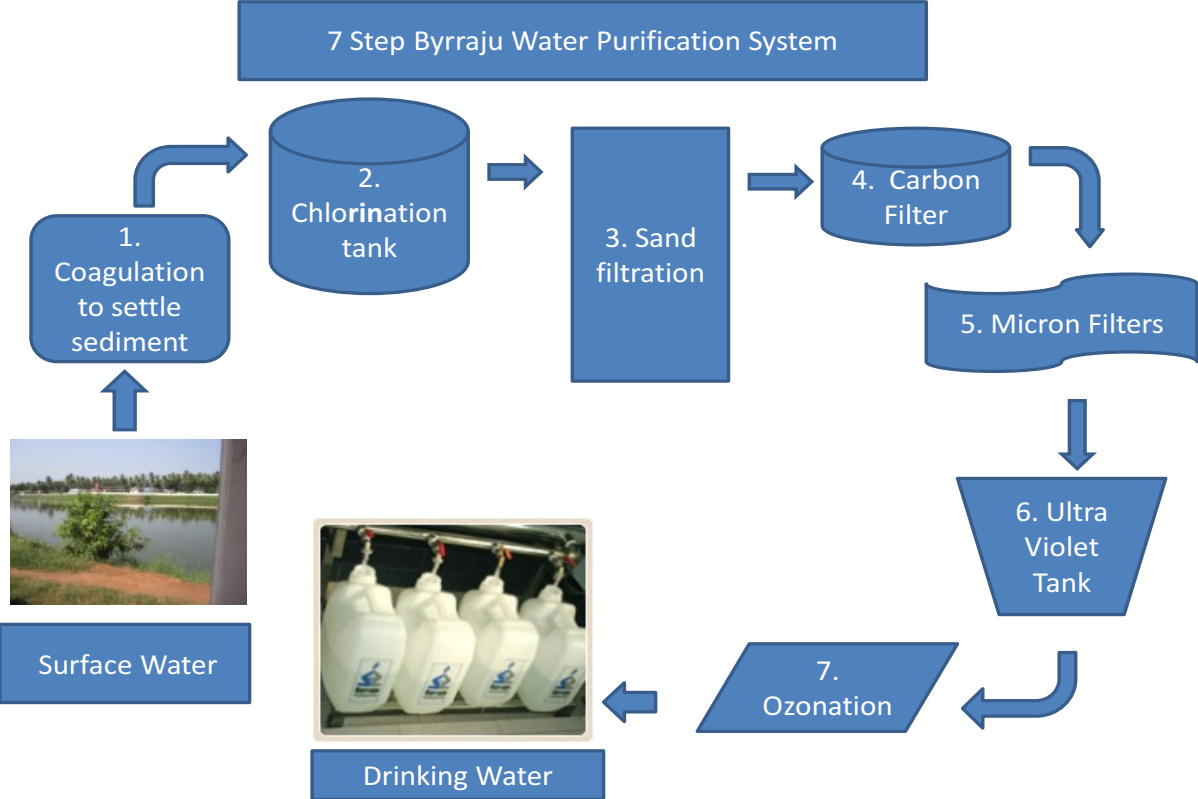 7 Step Byrraju Water Purification System
1.
Coagulation
to settle
sediment
2.
Chlorination
tank
3. Sand
filtration
4. Carbon
Filter
5. Micron Filters
6. Ultra
Violet
Tank
7.
Ozonation
Surface Water
Drinking Water